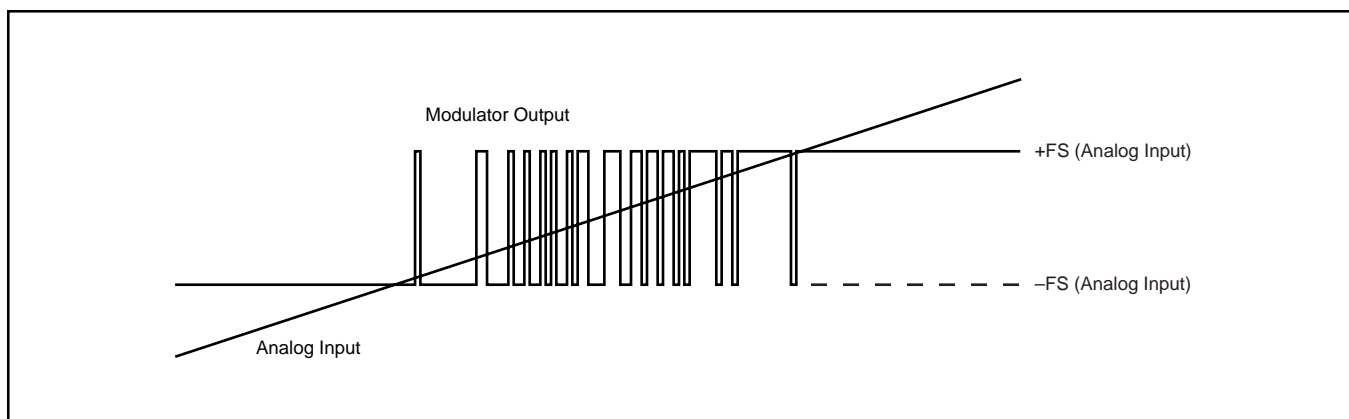 Modulator Output
+FS (Analog Input)
–FS (Analog Input)
Analog Input